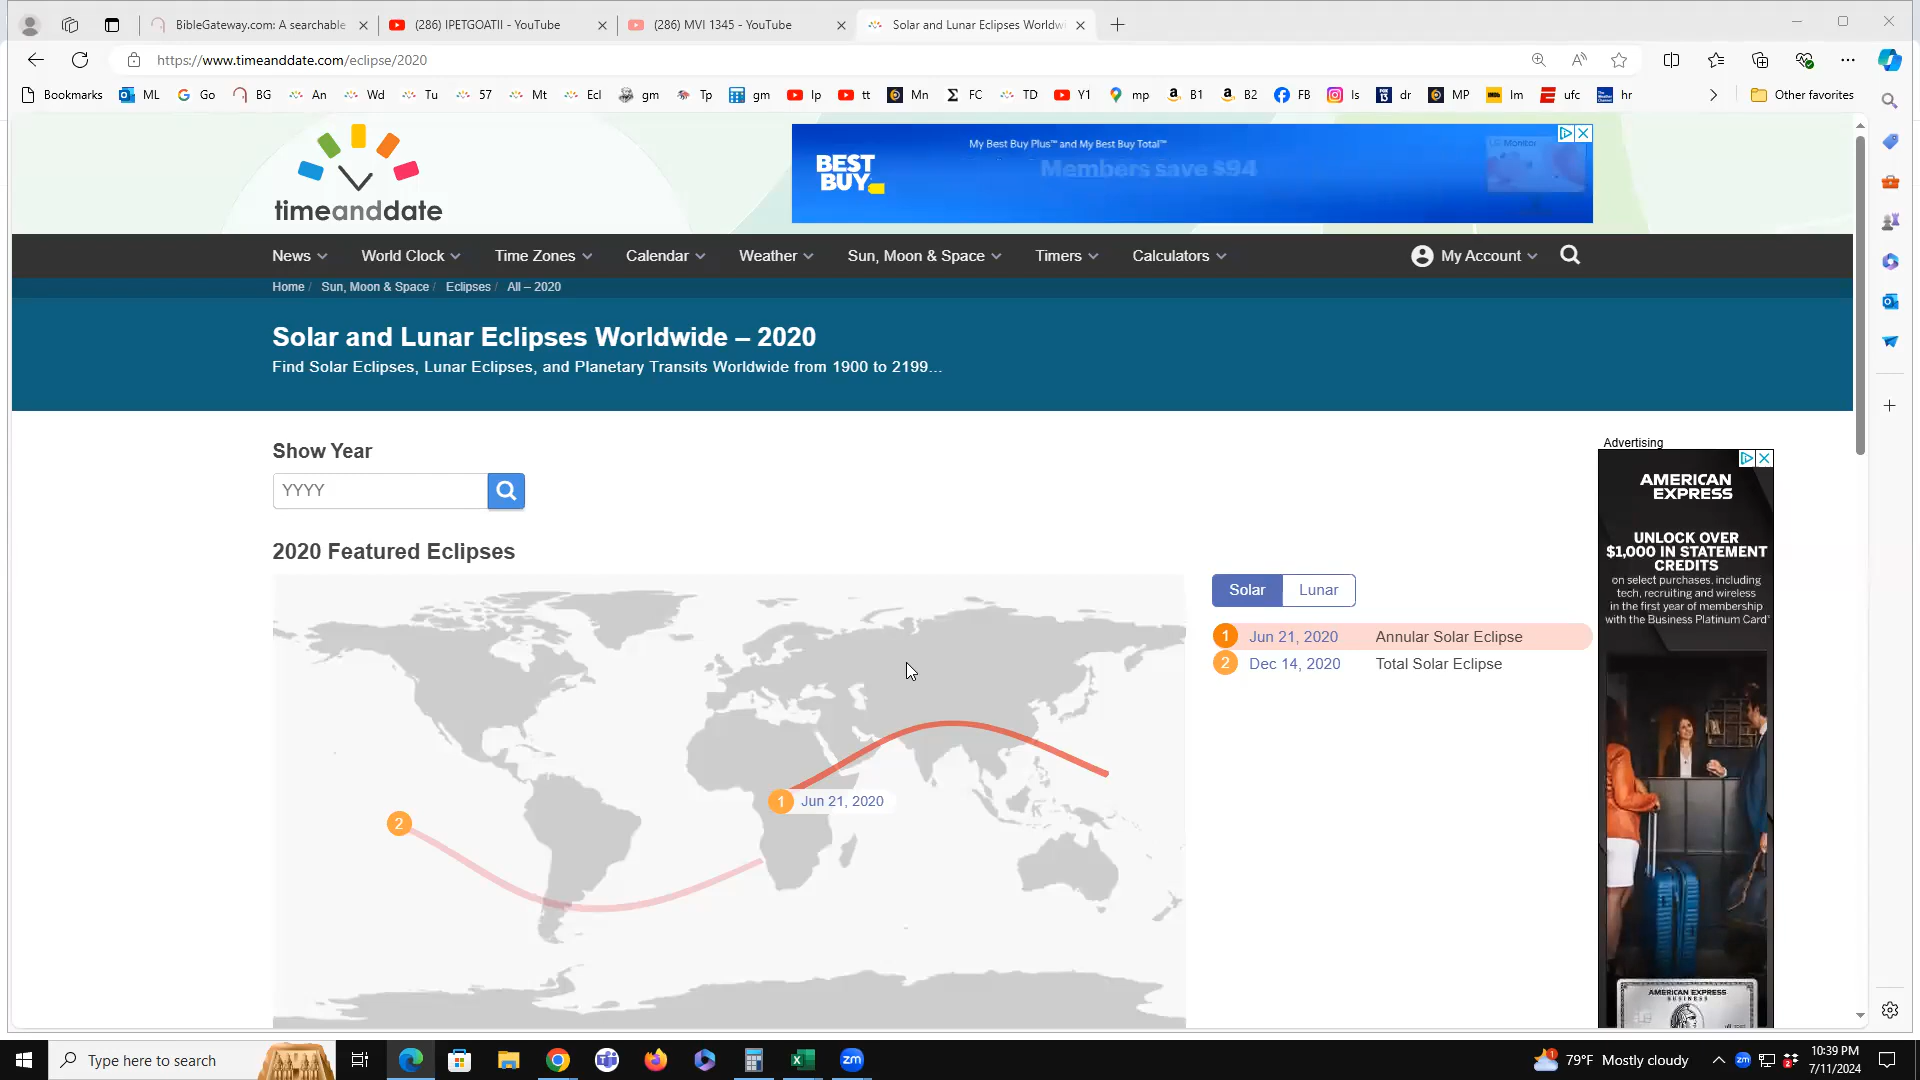 BibleGateway.com: A searchable
(286) IPETGOATII - YouTube
(286) MVI 1345 - YouTube
Solar and Lunar Eclipses Worldwi
https://www.timeanddate.com/eclipse/2020
Bookmarks ML Go BG An Wd Tu 57 Mt Ecl gm Tp gm Ip tt Mn FC TD Y1 mp B1 B2 FB Is dr MP Im ufc hr Other favorites
timeanddate
BEST BUY
My Best Buy Plus™ and My Best Buy Total™
Members save $94
News World Clock Time Zones Calendar Weather Sun, Moon & Space Timers Calculators My Account
Home / Sun, Moon & Space / Eclipses / All – 2020
Solar and Lunar Eclipses Worldwide – 2020
Find Solar Eclipses, Lunar Eclipses, and Planetary Transits Worldwide from 1900 to 2199...
Show Year
YYYY
2020 Featured Eclipses
Solar Lunar
1 Jun 21, 2020 Annular Solar Eclipse
2 Dec 14, 2020 Total Solar Eclipse
1 Jun 21, 2020
2
Advertising
AMERICAN
EXPRESS
UNLOCK OVER
$1,000 IN STATEMENT
CREDITS
on select purchases, including
tech, recruiting and wireless
in the first year of membership
with the Business Platinum Card®
AMERICAN EXPRESS
BUSINESS
Type here to search
zm
79°F Mostly cloudy
zm
10:39 PM
7/11/2024